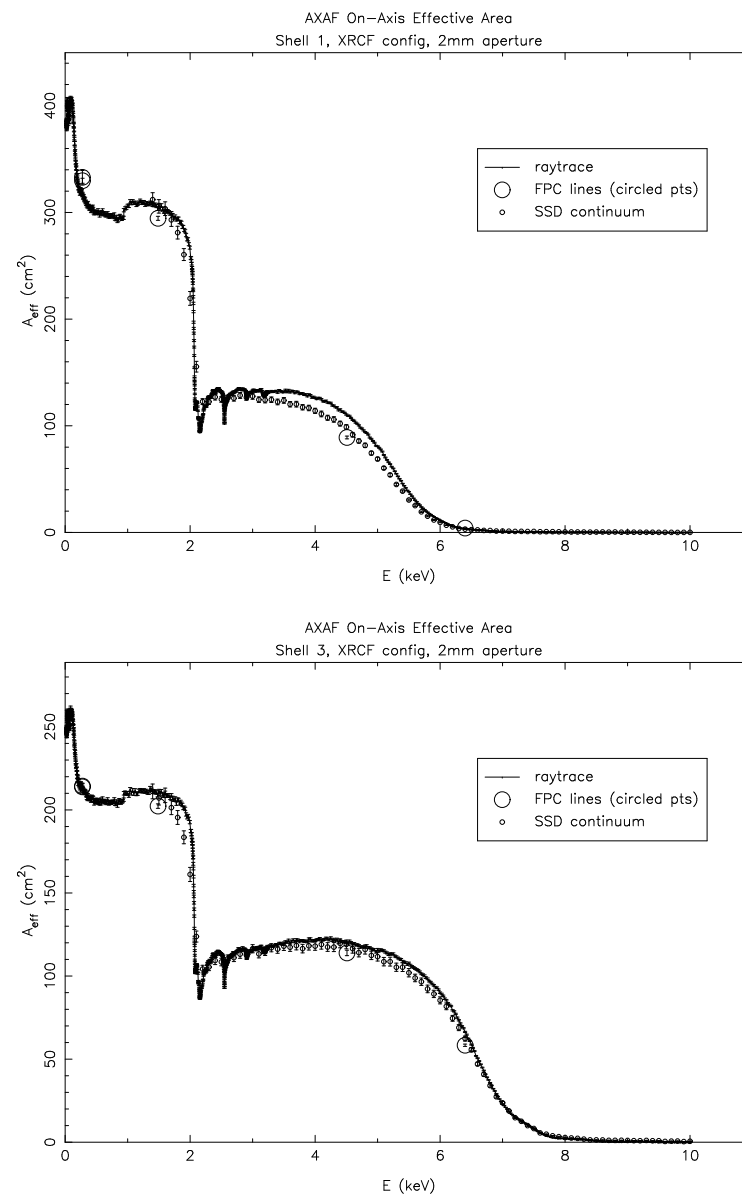 AXAF On-Axis Effective Area
Shell 1, XRCF config, 2mm aperture
400
300
200
100
0
A_eff (cm²)
raytrace
FPC lines (circled pts)
SSD continuum
0 2 4 6 8 10
E (keV)
AXAF On-Axis Effective Area
Shell 3, XRCF config, 2mm aperture
250
200
150
100
50
0
A_eff (cm²)
raytrace
FPC lines (circled pts)
SSD continuum
0 2 4 6 8 10
E (keV)